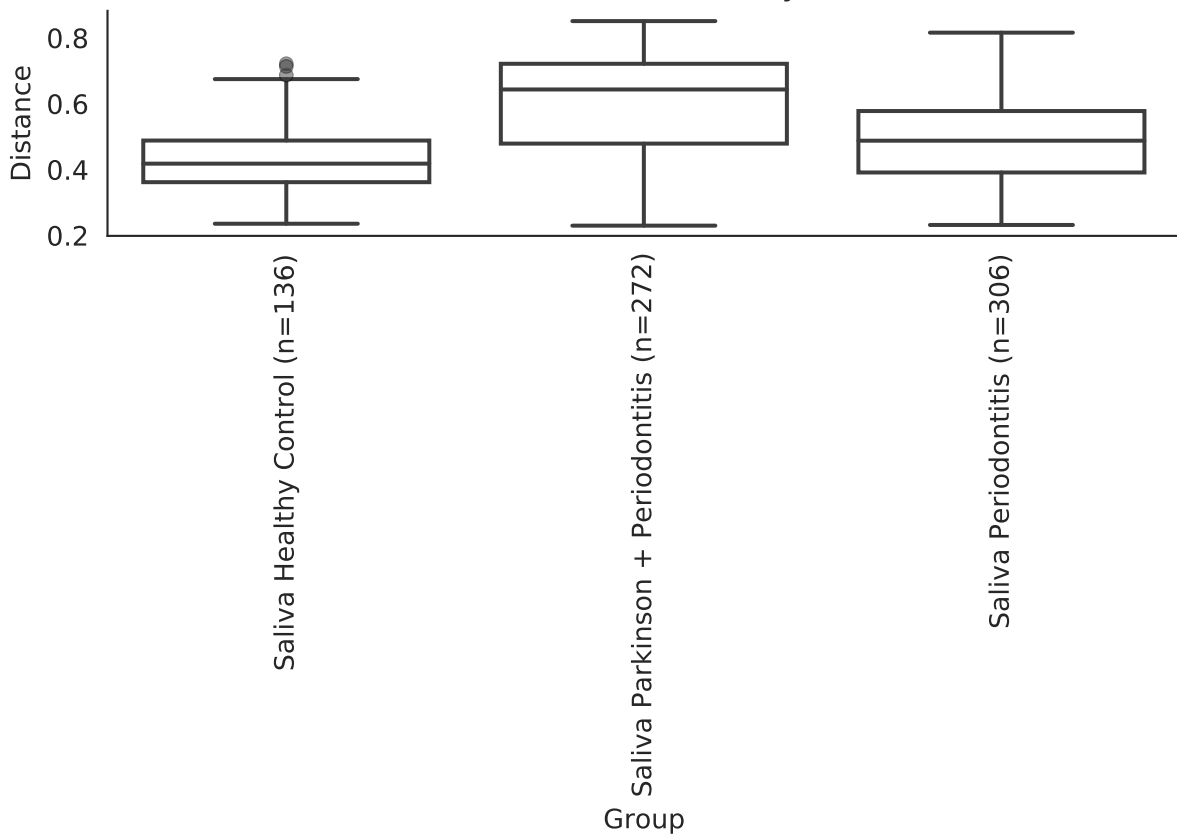 0.8
0.6
0.4
0.2
Distance
Saliva Healthy Control (n=136)
Saliva Parkinson + Periodontitis (n=272)
Saliva Periodontitis (n=306)
Group